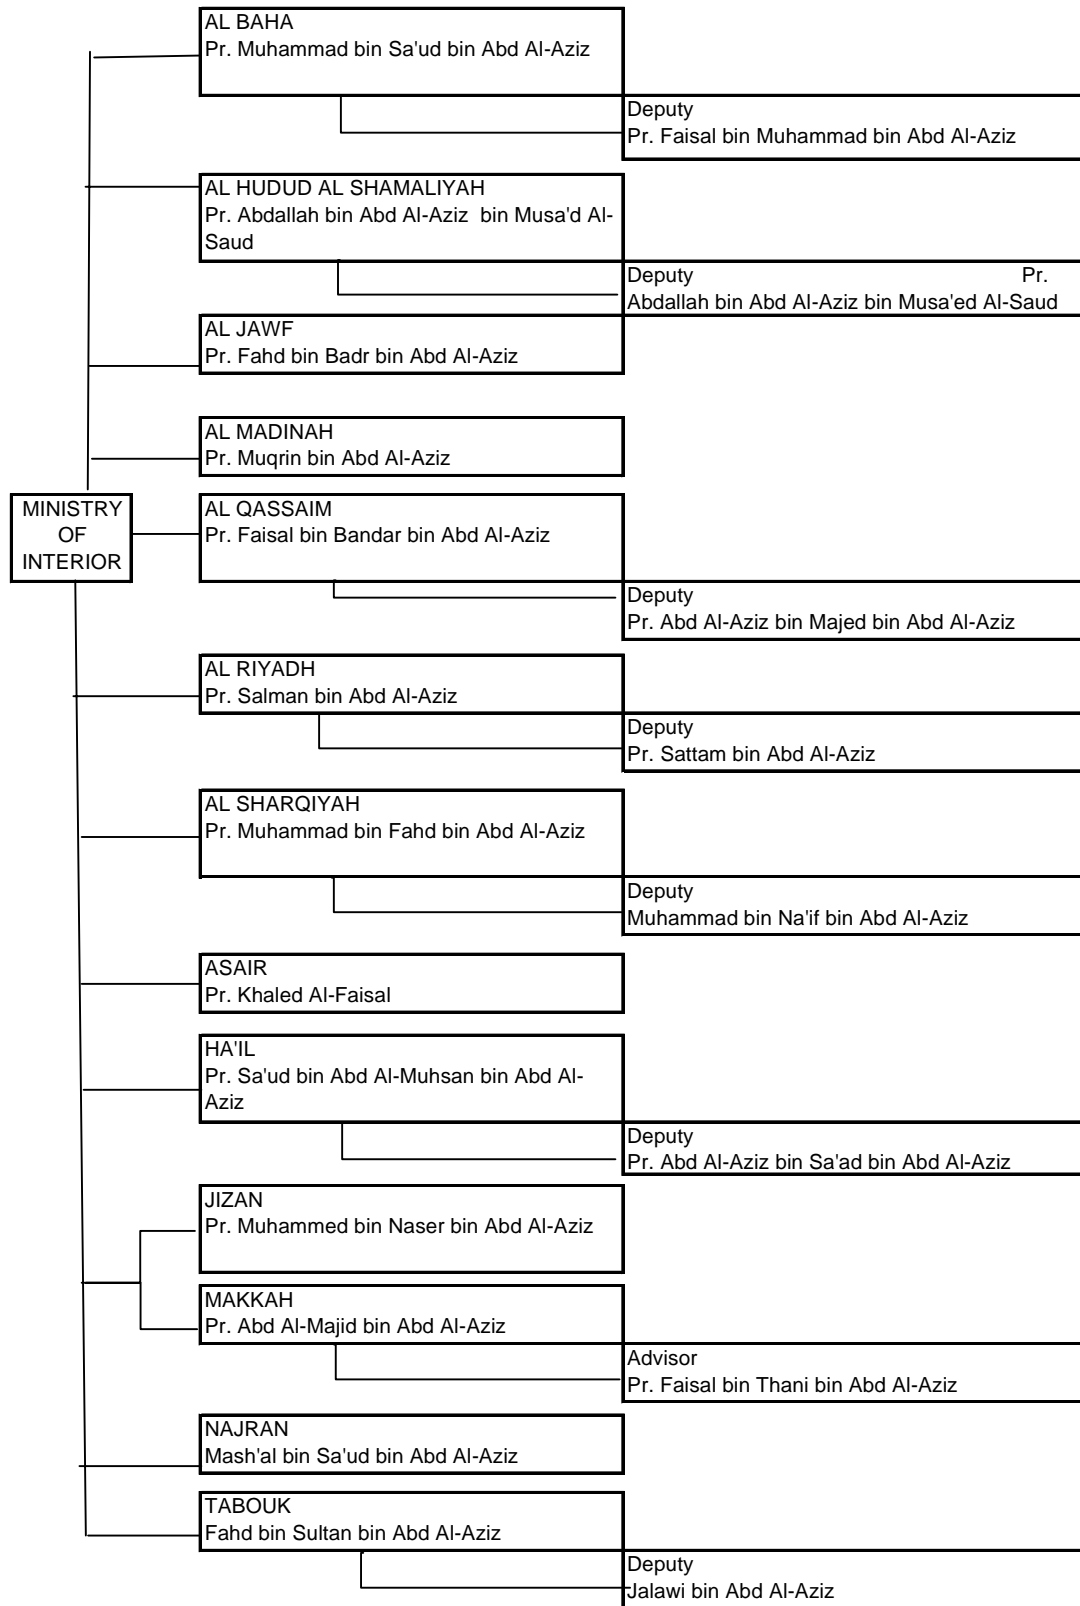 AL BAHA
Pr. Muhammad bin Sa'ud bin Abd Al-Aziz
Deputy
Pr. Faisal bin Muhammad bin Abd Al-Aziz
AL HUDUD AL SHAMALIYAH
Pr. Abdallah bin Abd Al-Aziz  bin Musa'd Al-
Saud
Deputy Pr.
Abdallah bin Abd Al-Aziz bin Musa'ed Al-Saud
AL JAWF
Pr. Fahd bin Badr bin Abd Al-Aziz
AL MADINAH
Pr. Muqrin bin Abd Al-Aziz
MINISTRY
OF
INTERIOR
AL QASSAIM
Pr. Faisal bin Bandar bin Abd Al-Aziz
Deputy
Pr. Abd Al-Aziz bin Majed bin Abd Al-Aziz
AL RIYADH
Pr. Salman bin Abd Al-Aziz
Deputy
Pr. Sattam bin Abd Al-Aziz
AL SHARQIYAH
Pr. Muhammad bin Fahd bin Abd Al-Aziz
Deputy
Muhammad bin Na'if bin Abd Al-Aziz
ASAIR
Pr. Khaled Al-Faisal
HA'IL
Pr. Sa'ud bin Abd Al-Muhsan bin Abd Al-
Aziz
Deputy
Pr. Abd Al-Aziz bin Sa'ad bin Abd Al-Aziz
JIZAN
Pr. Muhammed bin Naser bin Abd Al-Aziz
MAKKAH
Pr. Abd Al-Majid bin Abd Al-Aziz
Advisor
Pr. Faisal bin Thani bin Abd Al-Aziz
NAJRAN
Mash'al bin Sa'ud bin Abd Al-Aziz
TABOUK
Fahd bin Sultan bin Abd Al-Aziz
Deputy
Jalawi bin Abd Al-Aziz